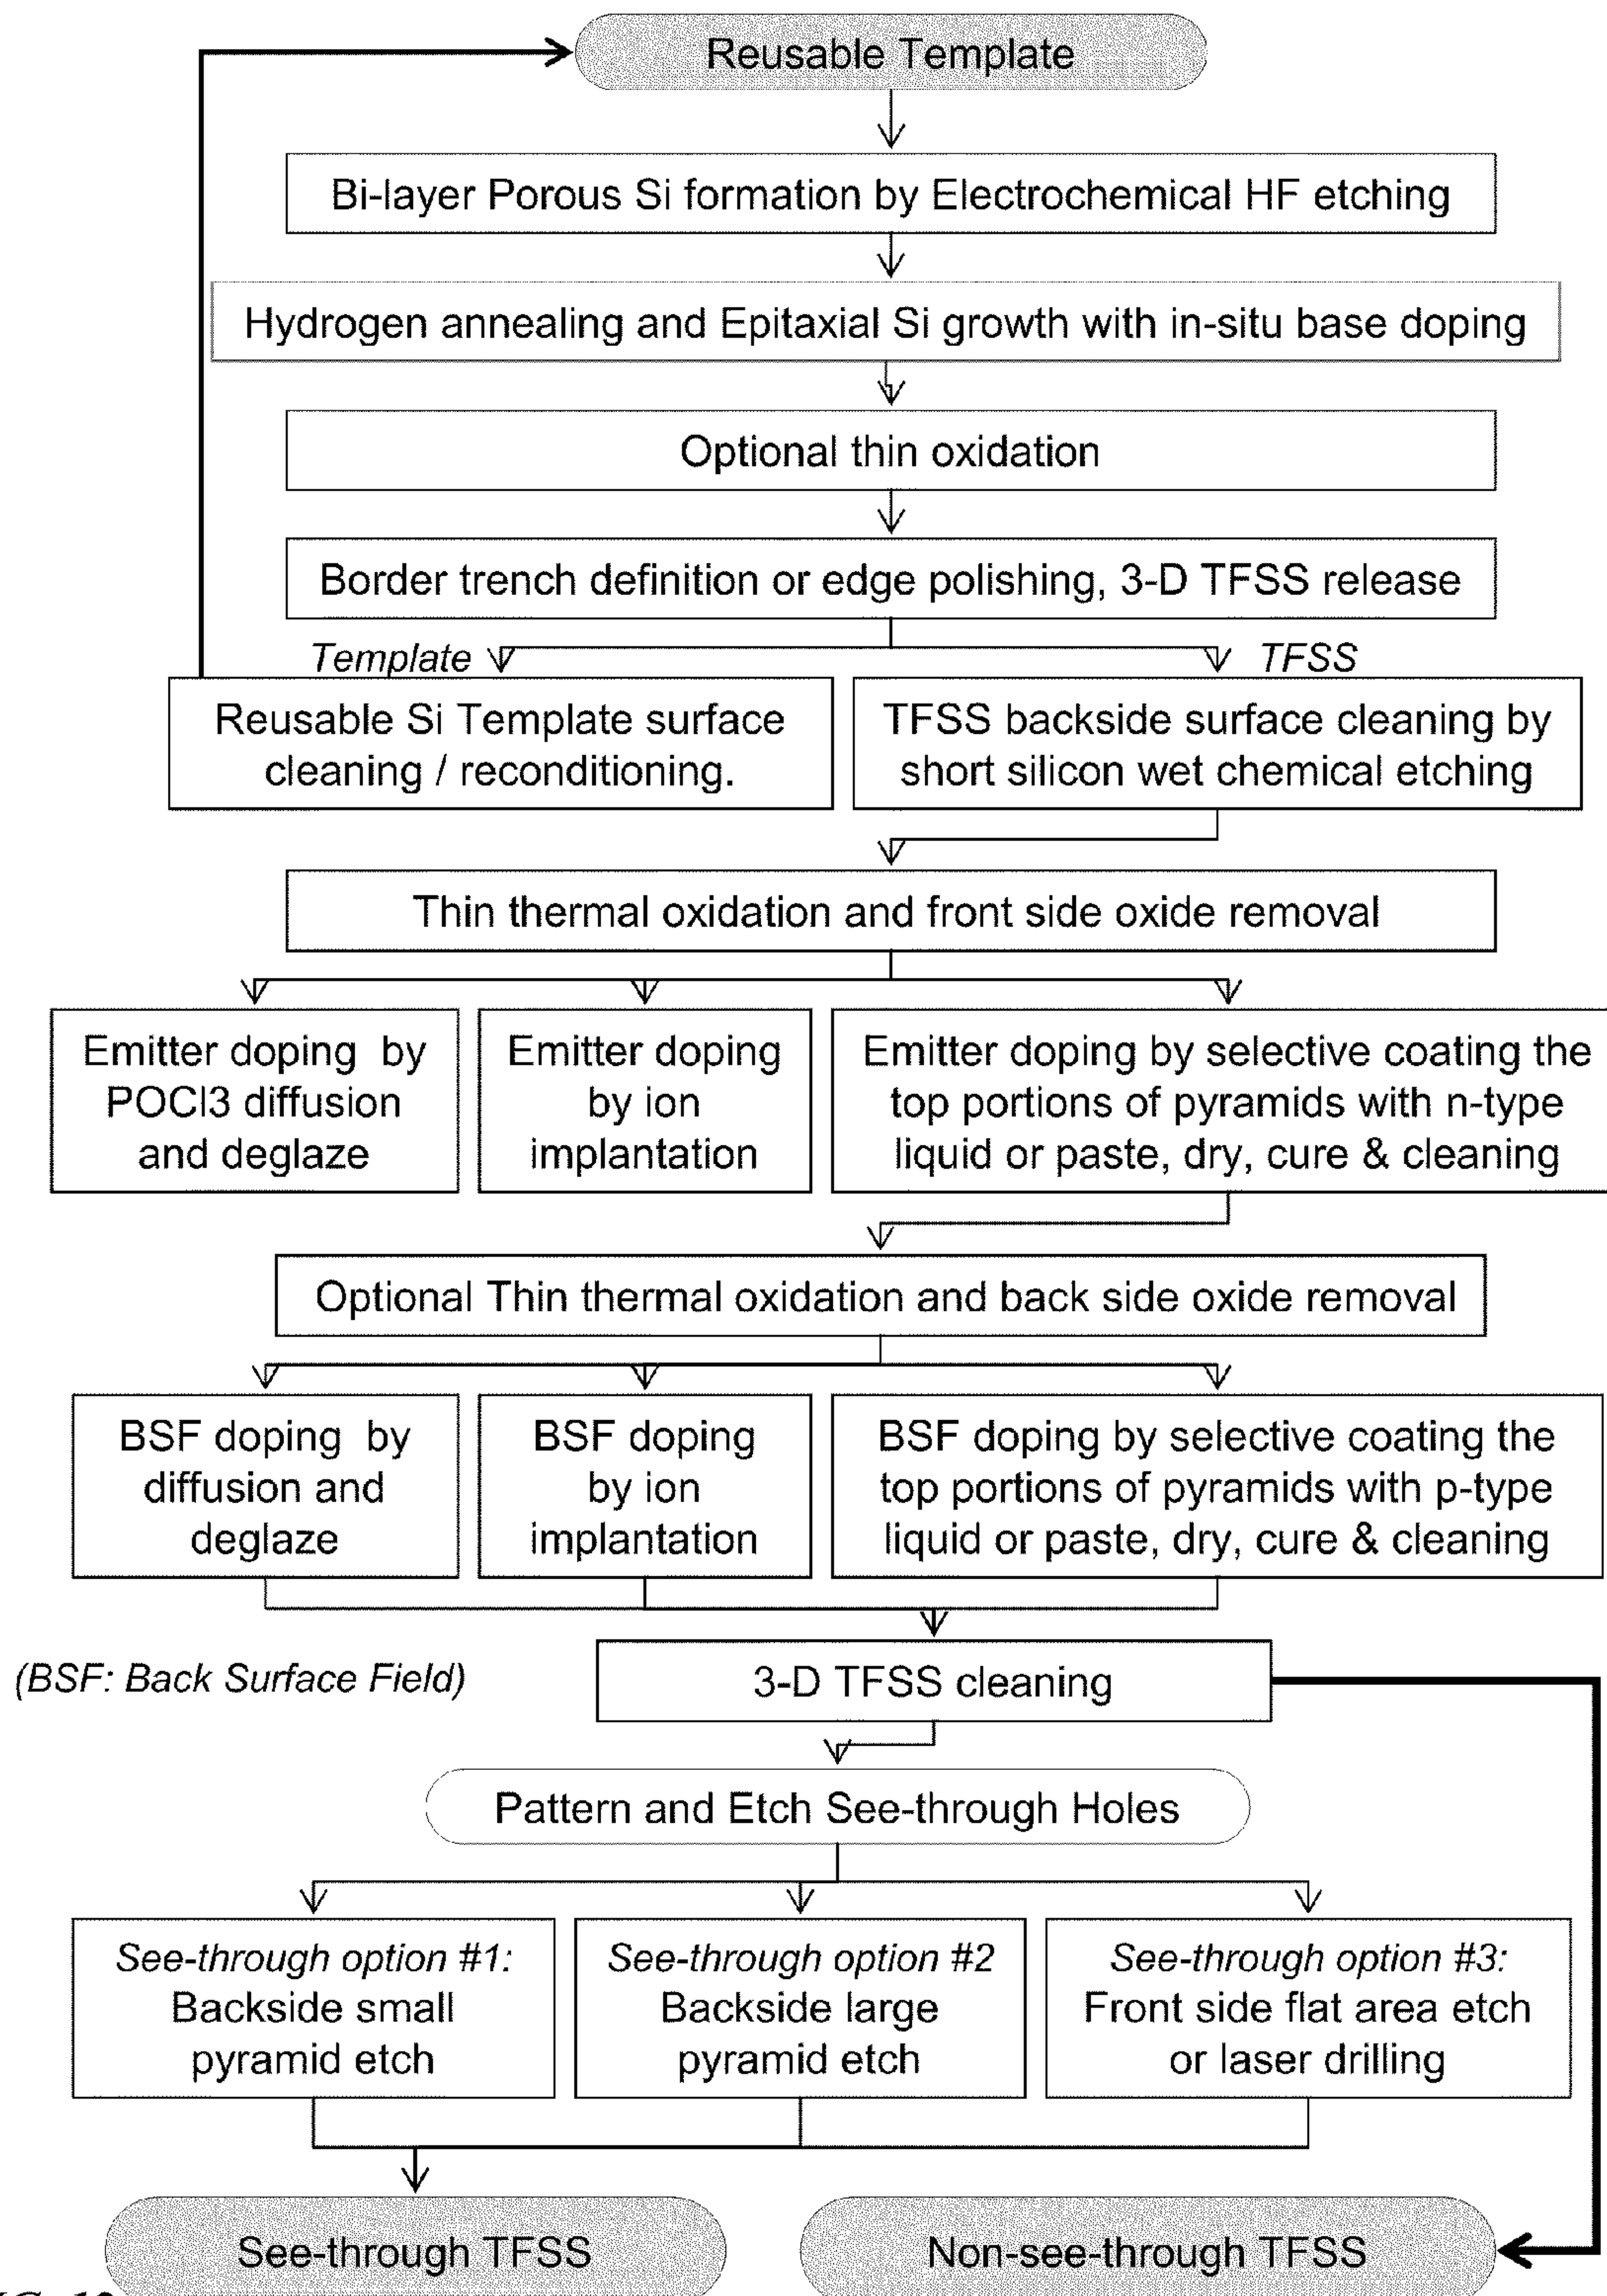 Reusable Template
Bi-layer Porous Si formation by Electrochemical HF etching
Hydrogen annealing and Epitaxial Si growth with in-situ base doping
Optional thin oxidation
Border trench definition or edge polishing, 3-D TFSS release
Template
TFSS
Reusable Si Template surface
cleaning / reconditioning.
TFSS backside surface cleaning by
short silicon wet chemical etching
Thin thermal oxidation and front side oxide removal
Emitter doping by
POCl3 diffusion
and deglaze
Emitter doping
by ion
implantation
Emitter doping by selective coating the
top portions of pyramids with n-type
liquid or paste, dry, cure & cleaning
Optional Thin thermal oxidation and back side oxide removal
BSF doping by
diffusion and
deglaze
BSF doping
by ion
implantation
BSF doping by selective coating the
top portions of pyramids with p-type
liquid or paste, dry, cure & cleaning
(BSF: Back Surface Field)
3-D TFSS cleaning
Pattern and Etch See-through Holes
See-through option #1:
Backside small
pyramid etch
See-through option #2
Backside large
pyramid etch
See-through option #3:
Front side flat area etch
or laser drilling
See-through TFSS
Non-see-through TFSS